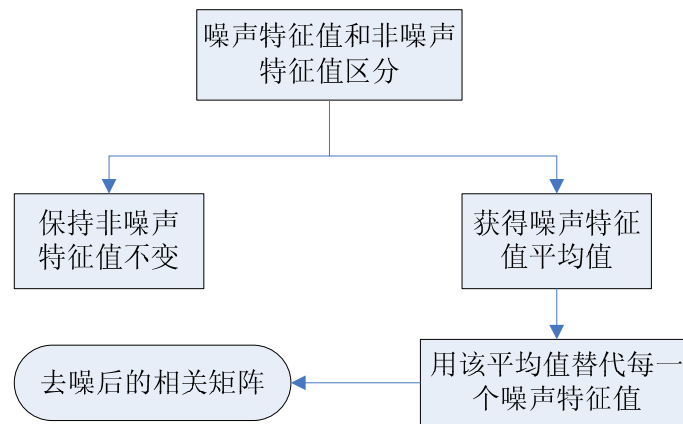 噪声特征值和非噪声
特征值区分
保持非噪声
特征值不变
获得噪声特征
值平均值
用该平均值替代每一
个噪声特征值
去噪后的相关矩阵